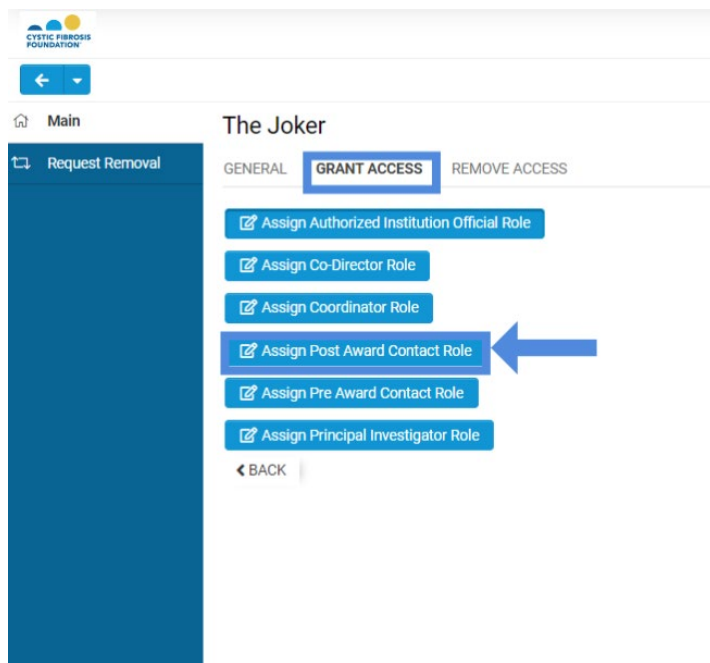 CYSTIC FIBROSIS
FOUNDATION
Main
Request Removal
The Joker
GENERAL GRANT ACCESS REMOVE ACCESS
Assign Authorized Institution Official Role
Assign Co-Director Role
Assign Coordinator Role
Assign Post Award Contact Role
Assign Pre Award Contact Role
Assign Principal Investigator Role
BACK